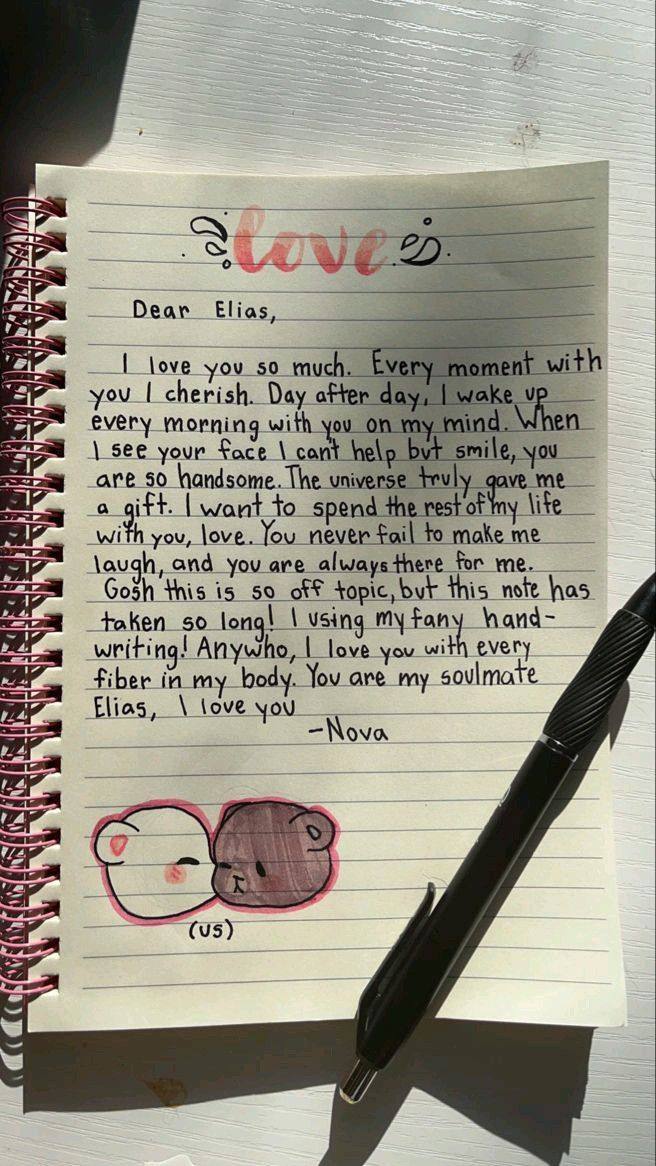 love
Dear Elias,
I love you so much. Every moment with
you I cherish. Day after day, I wake up
every morning with you on my mind. When
I see your face I can't help but smile, you
are so handsome. The universe truly gave me
a gift. I want to spend the rest of my life
with you, love. You never fail to make me
laugh, and you are always there for me.
Gosh this is so off topic, but this note has
taken so long! I using my fany hand-
writing! Anywho, I love you with every
fiber in my body. You are my soulmate
Elias, I love you
-Nova
(us)